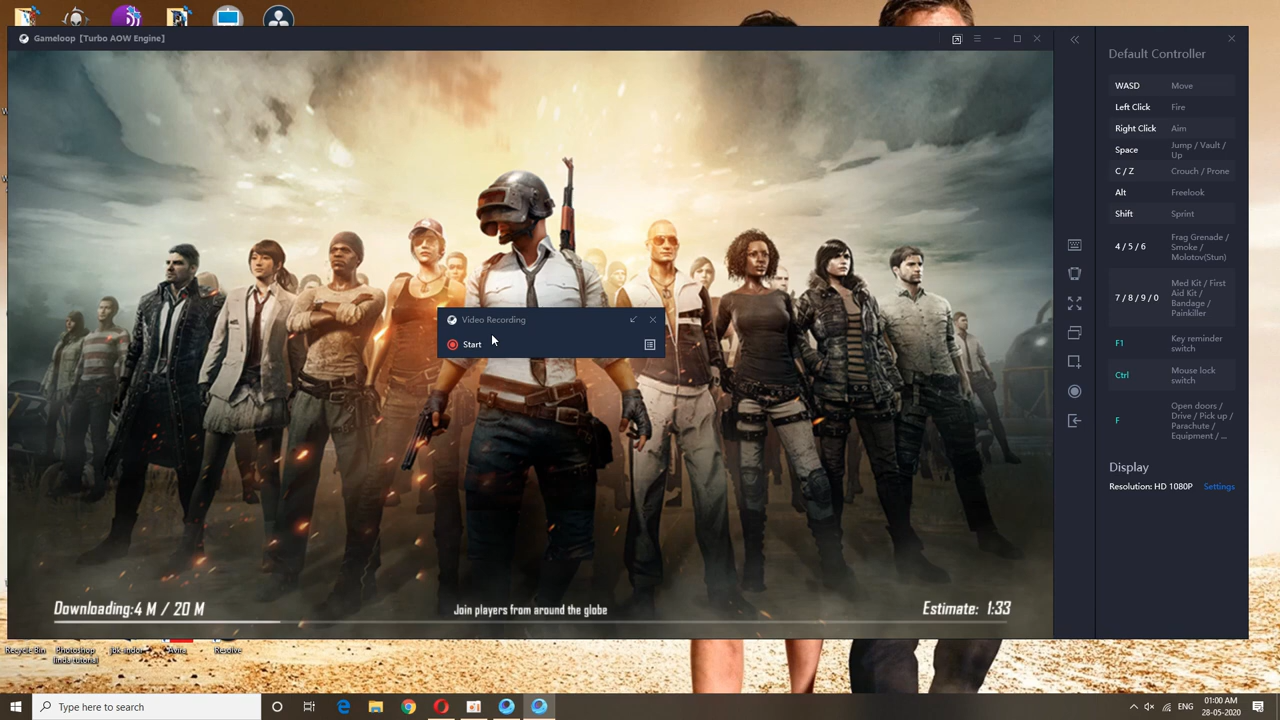 Gameloop [Turbo AOW Engine]
Default Controller
WASD Move
Left Click Fire
Right Click Aim
Space Jump / Vault /
Up
C / Z Crouch / Prone
Alt Freelook
Shift Sprint
4 / 5 / 6 Frag Grenade /
Smoke /
Molotov(Stun)
7 / 8 / 9 / 0 Med Kit / First
Aid Kit /
Bandage /
Painkiller
F1 Key reminder
switch
Ctrl Mouse lock
switch
F Open doors /
Drive / Pick up /
Parachute /
Equipment / ...
Display
Resolution: HD 1080P Settings
Video Recording
Start
Downloading:4 M / 20 M
Join players from around the globe
Estimate: 1:33
Recycle Bin
Photoshop
linda tutorial
Avira
Resolve
Type here to search
ENG
01:00 AM
28-05-2020